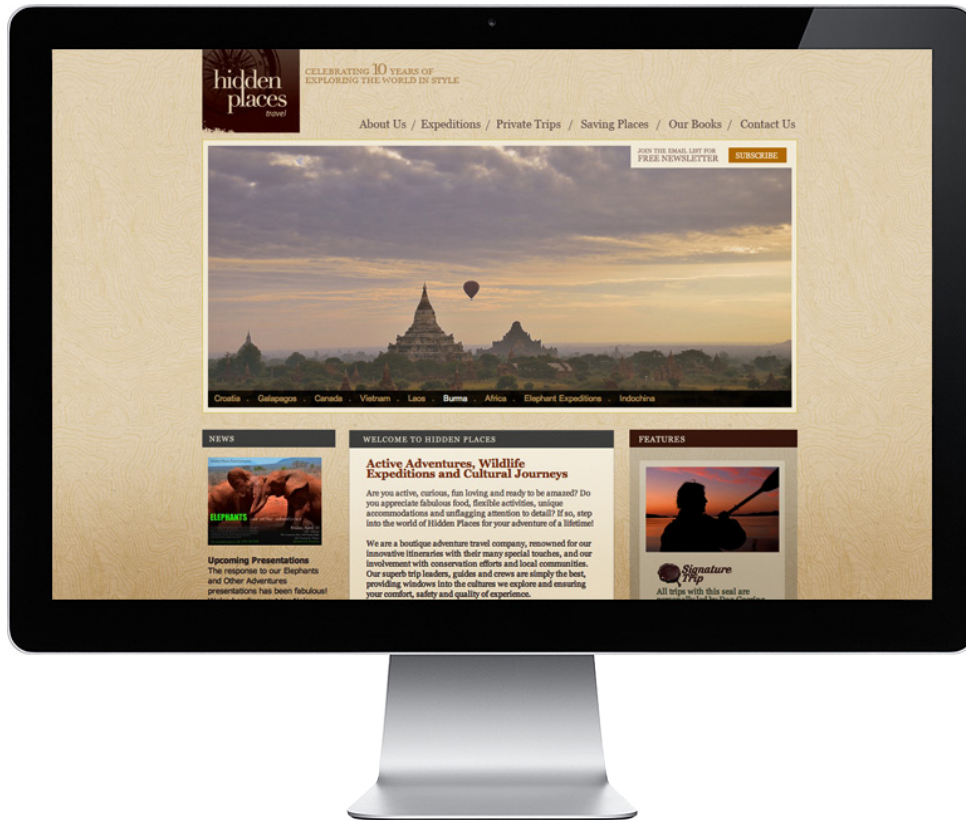 hidden
places
travel
CELEBRATING 10 YEARS OF
EXPLORING THE WORLD IN STYLE
About Us / Expeditions / Private Trips / Saving Places / Our Books / Contact Us
JOIN THE EMAIL LIST FOR
FREE NEWSLETTER
SUBSCRIBE
Croatia . Galapagos . Canada . Vietnam . Laos . Burma . Africa . Elephant Expeditions . Indochina
NEWS
ELEPHANTS
Upcoming Presentations
The response to our Elephants
and Other Adventures
presentations has been fabulous!
WELCOME TO HIDDEN PLACES
Active Adventures, Wildlife
Expeditions and Cultural Journeys
Are you active, curious, fun loving and ready to be amazed? Do
you appreciate fabulous food, flexible activities, unique
accommodations and unflagging attention to detail? If so, step
into the world of Hidden Places for your adventure of a lifetime!
We are a boutique adventure travel company, renowned for our
innovative itineraries with their many special touches, and our
involvement with conservation efforts and local communities.
Our superb trip leaders, guides and crews are simply the best,
providing windows into the cultures we explore and ensuring
your comfort, safety and quality of experience.
FEATURES
Signature
Trip
All trips with this seal are